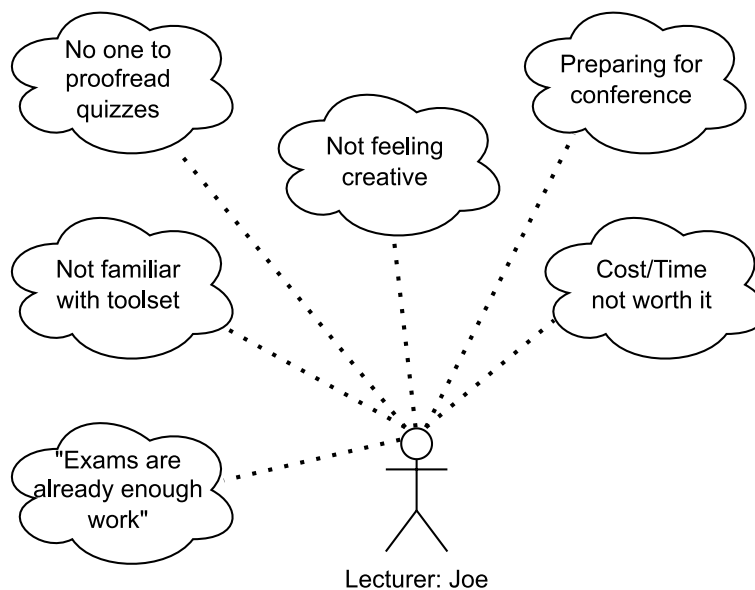 No one to
proofread
quizzes
Preparing for
conference
Not feeling
creative
Not familiar
with toolset
Cost/Time
not worth it
"Exams are
already enough
work"
Lecturer: Joe